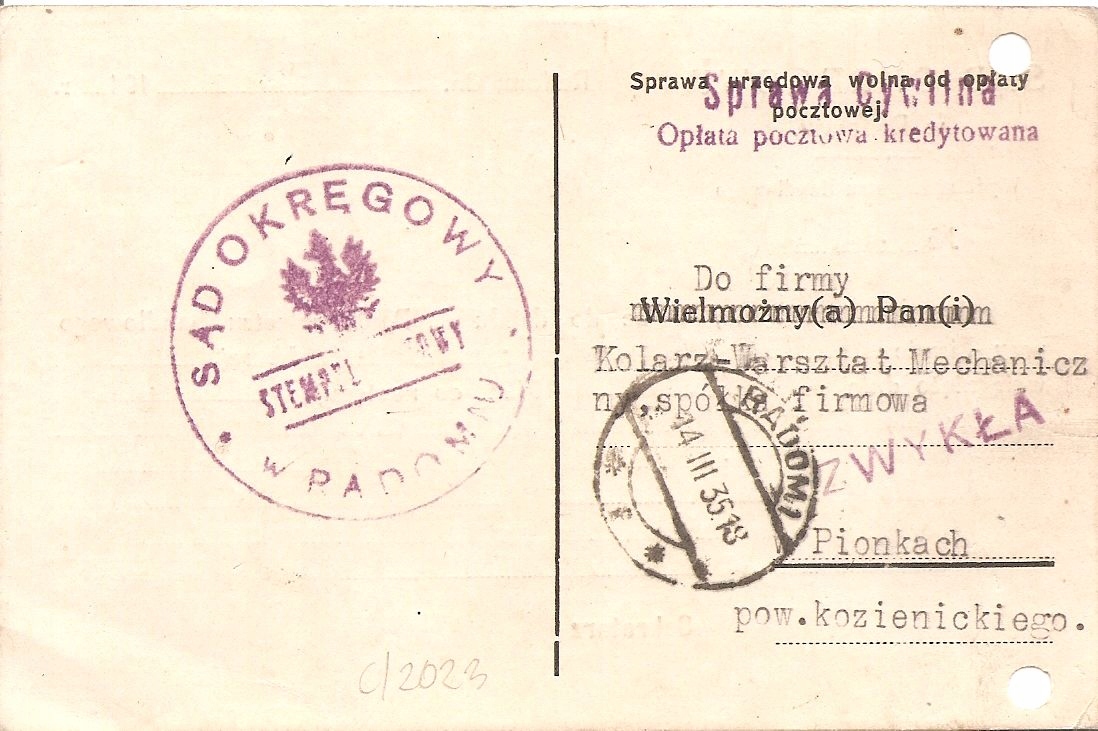 Sprawa urzędowa wolna od opłaty
pocztowej.
Sprawa Cywilna
Opłata pocztowa kredytowana
SĄD OKRĘGOWY
W RADOMIU
Do firmy
Wielmożny(a) Pan(i)
Kolarz-Warsztat Mechanicz
ny, spółka firmowa
ZWYKŁA
RADOM
14 III 35.18
Pionkach
pow.kozienickiego.
C/2023